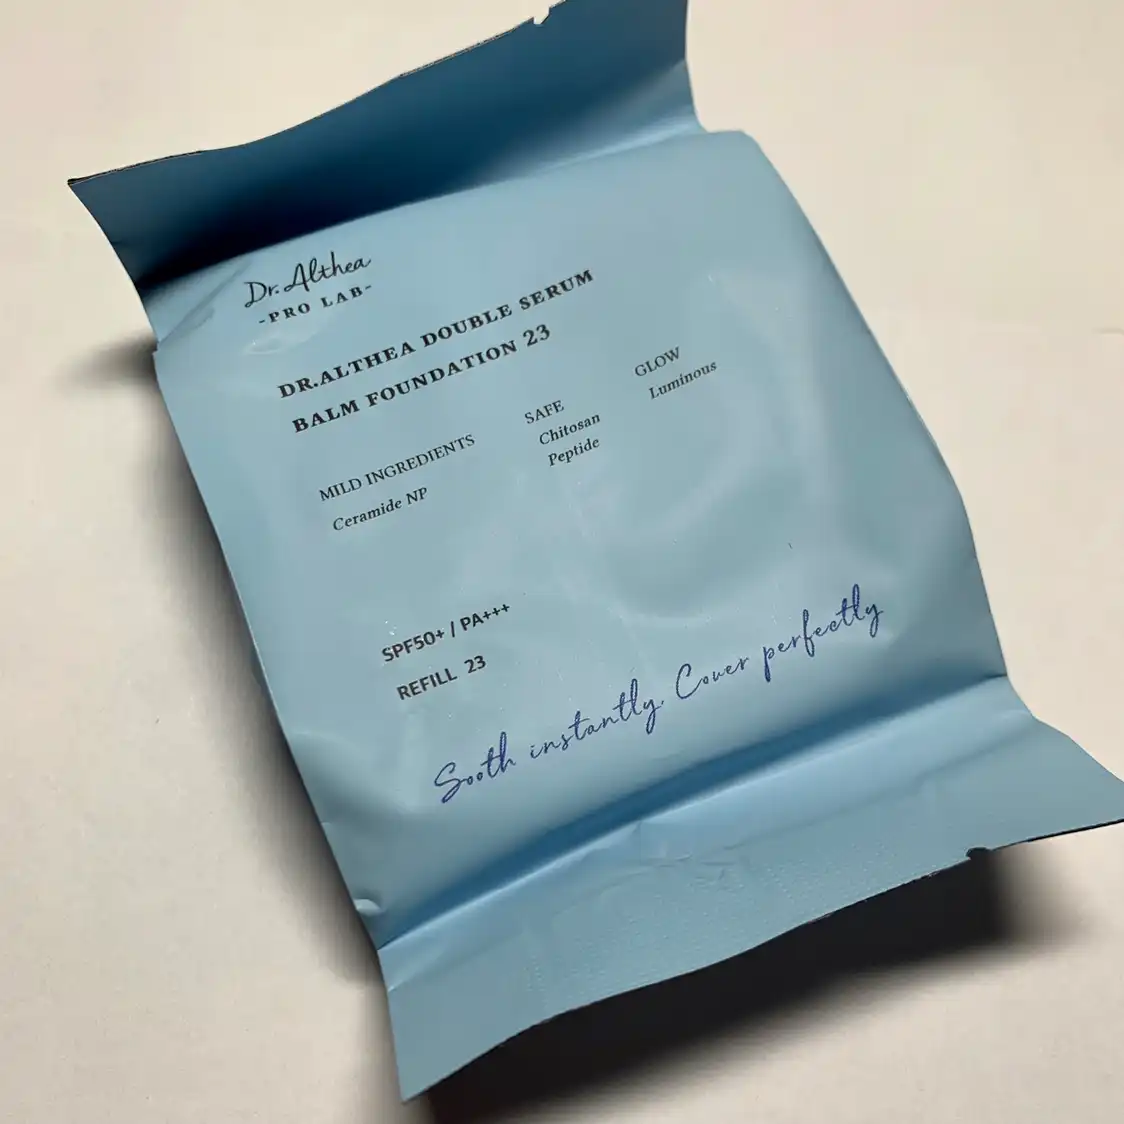 Dr. Althea
-PRO LAB-
DR.ALTHEA DOUBLE SERUM
BALM FOUNDATION 23
MILD INGREDIENTS
Ceramide NP
SAFE
Chitosan
Peptide
GLOW
Luminous
SPF50+ / PA+++
REFILL 23
Sooth instantly, Cover perfectly